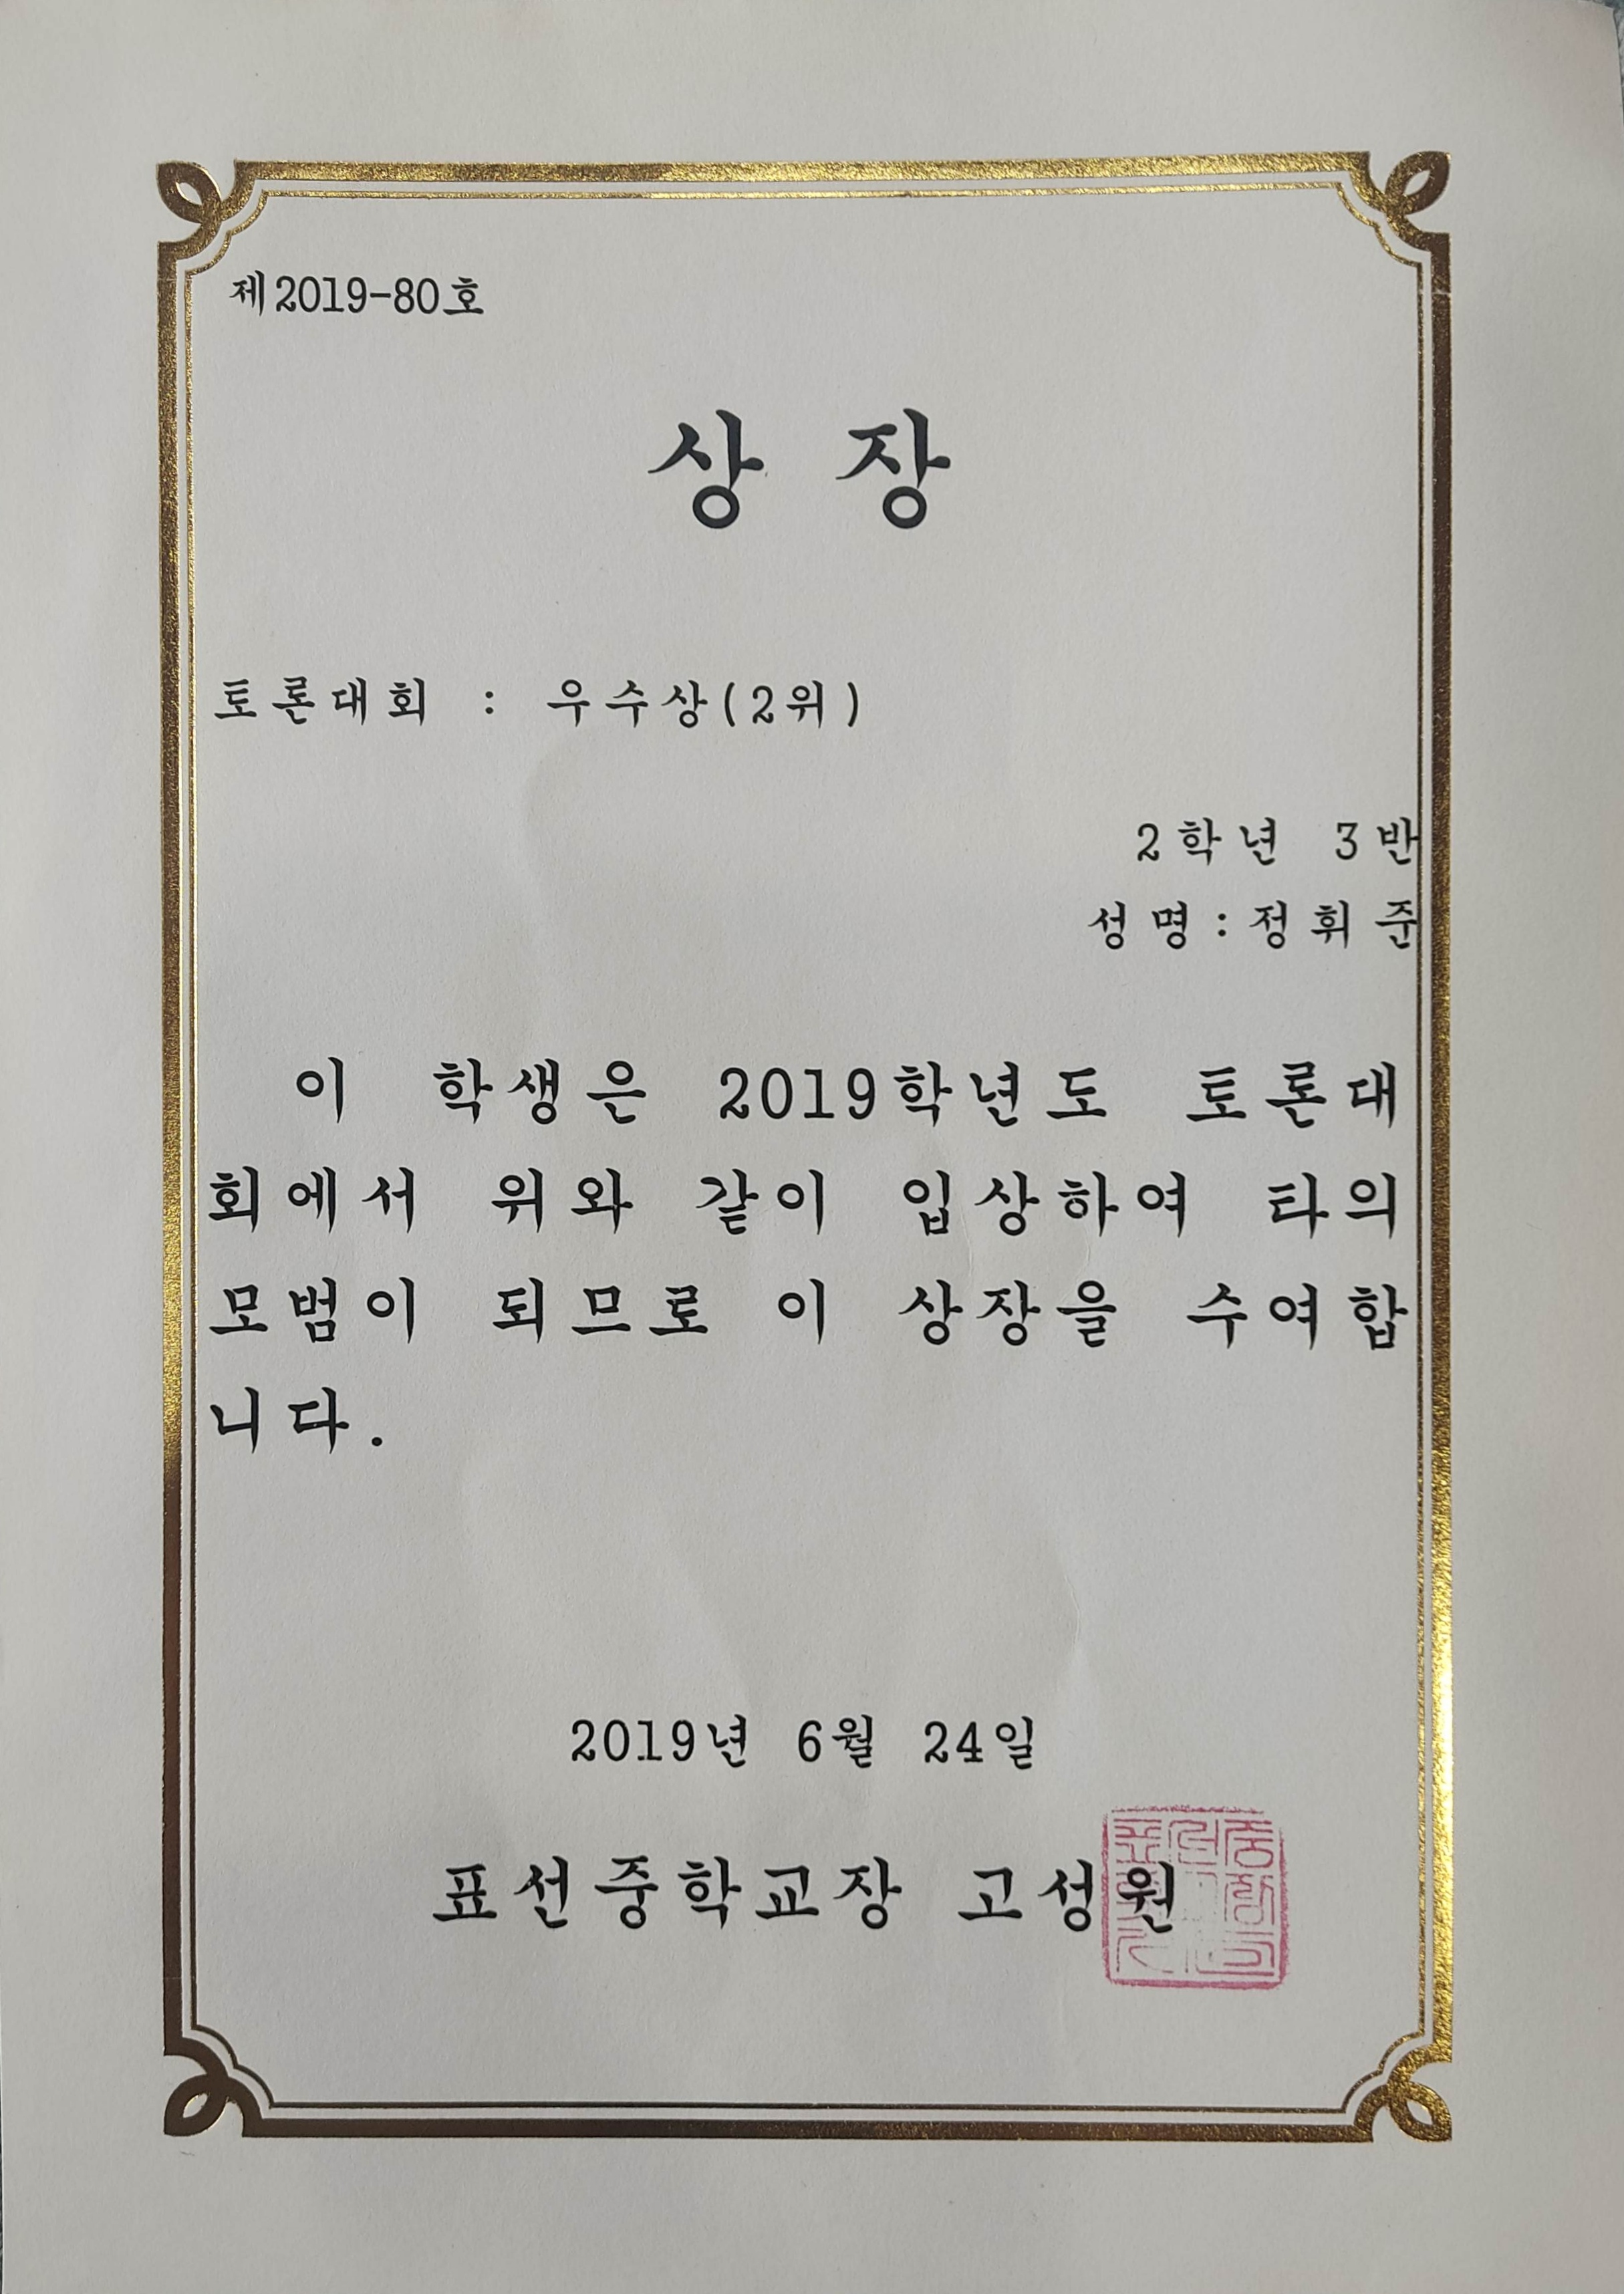 제2019-80호
상 장
토론대회 : 우수상(2위)
2학년 3반
성명:정휘준
이 학생은 2019학년도 토론대
회에서 위와 같이 입상하여 타의
모범이 되므로 이 상장을 수여합
니다.
2019년 6월 24일
표선중학교장 고성원